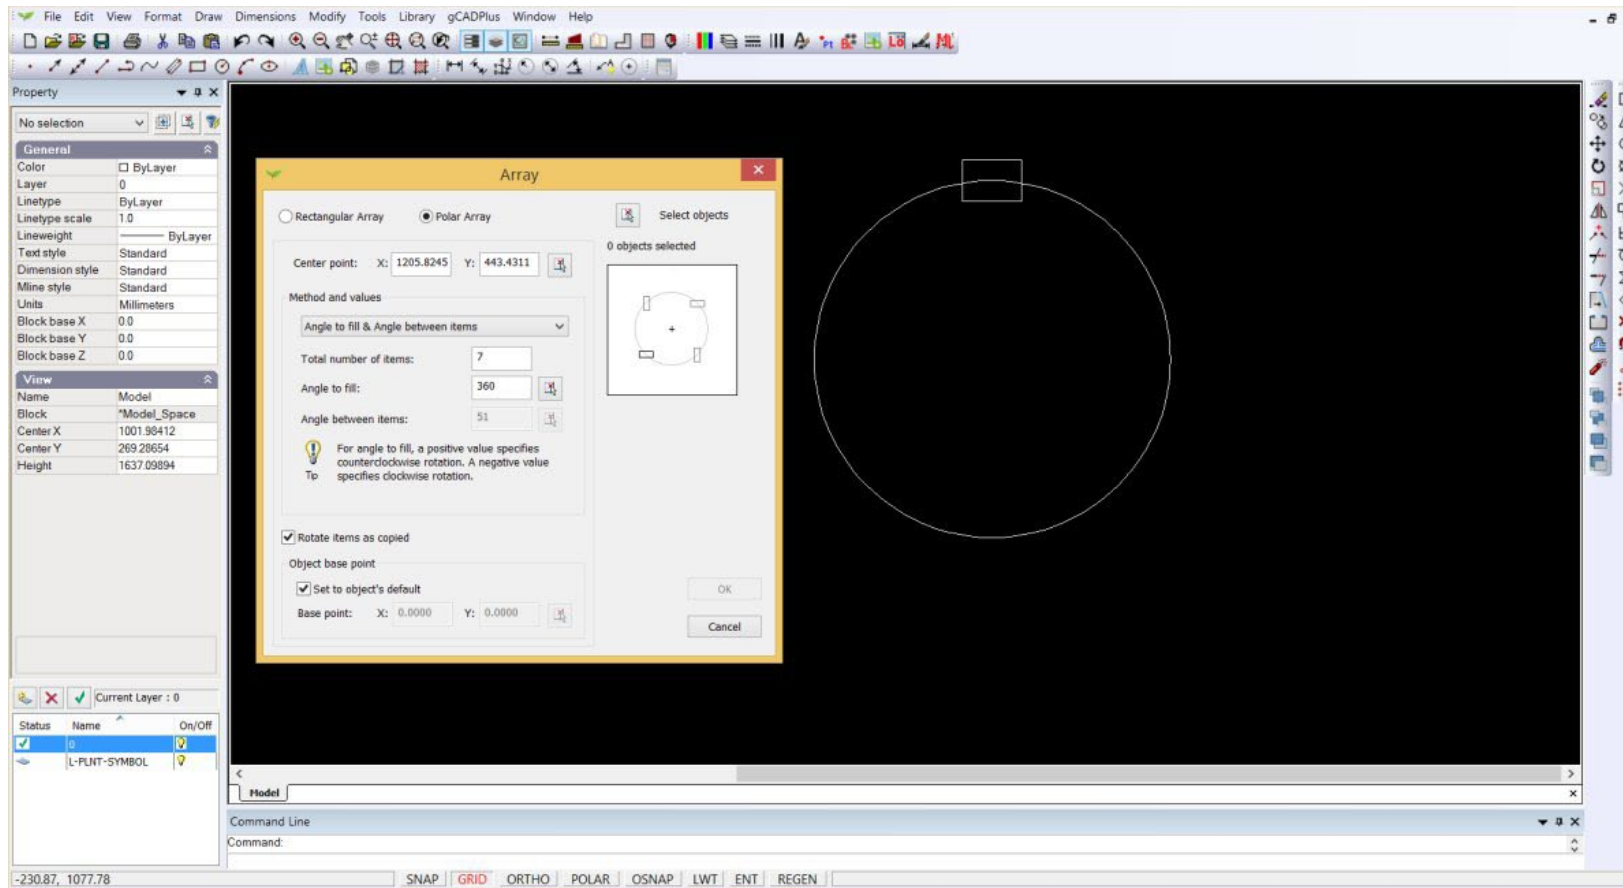 File Edit View Format Draw Dimensions Modify Tools Library gCADPlus Window Help
Property
No selection
General
Color ByLayer
Layer 0
Linetype ByLayer
Linetype scale 1.0
Lineweight ByLayer
Text style Standard
Dimension style Standard
Mline style Standard
Units Millimeters
Block base X 0.0
Block base Y 0.0
Block base Z 0.0
View
Name Model
Block *Model_Space
Center X 1001.98412
Center Y 269.28654
Height 1637.09894
Current Layer : 0
Status Name On/Off
0
L-PLNT-SYMBOL
Array
Rectangular Array Polar Array Select objects
0 objects selected
Center point: X: 1205.8245 Y: 443.4311
Method and values
Angle to fill & Angle between items
Total number of items: 7
Angle to fill: 360
Angle between items: 51
Tip
For angle to fill, a positive value specifies
counterclockwise rotation. A negative value
specifies clockwise rotation.
Rotate items as copied
Object base point
Set to object's default
Base point: X: 0.0000 Y: 0.0000
OK
Cancel
Model
Command Line
Command:
-230.87, 1077.78 SNAP GRID ORTHO POLAR OSNAP LWT ENT REGEN